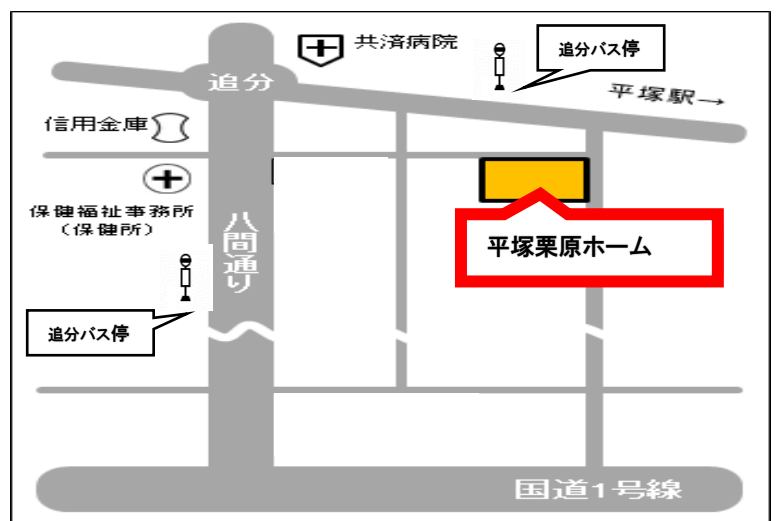 共済病院
追分バス停
追分
平塚駅→
信用金庫
保健福祉事務所
(保健所)
八間通り
平塚栗原ホーム
追分バス停
国道1号線